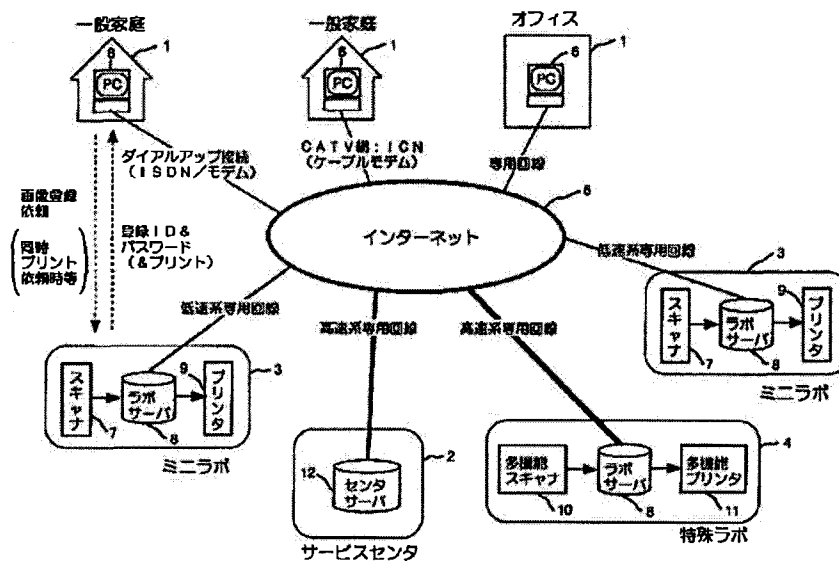 一般家庭
1
6
PC
一般家庭
1
6
PC
オフィス
1
6
PC
ダイアルアップ接続
(ISDN/モデム)
CATV網:ICN
(ケーブルモデム)
専用回線
5
画像登録
依頼
(同時
プリント
依頼時等)
登録ID&
パスワード
(&プリント)
インターネット
低速系専用回線
高速系専用回線
高速系専用回線
低速系専用回線
3
スキャナ
7
ラボ
サーバ
8
9
プリンタ
ミニラボ
3
スキャナ
7
ラボ
サーバ
8
9
プリンタ
ミニラボ
2
12
センタ
サーバ
サービスセンタ
4
多機能
スキャナ
10
ラボ
サーバ
8
多機能
プリンタ
11
特殊ラボ